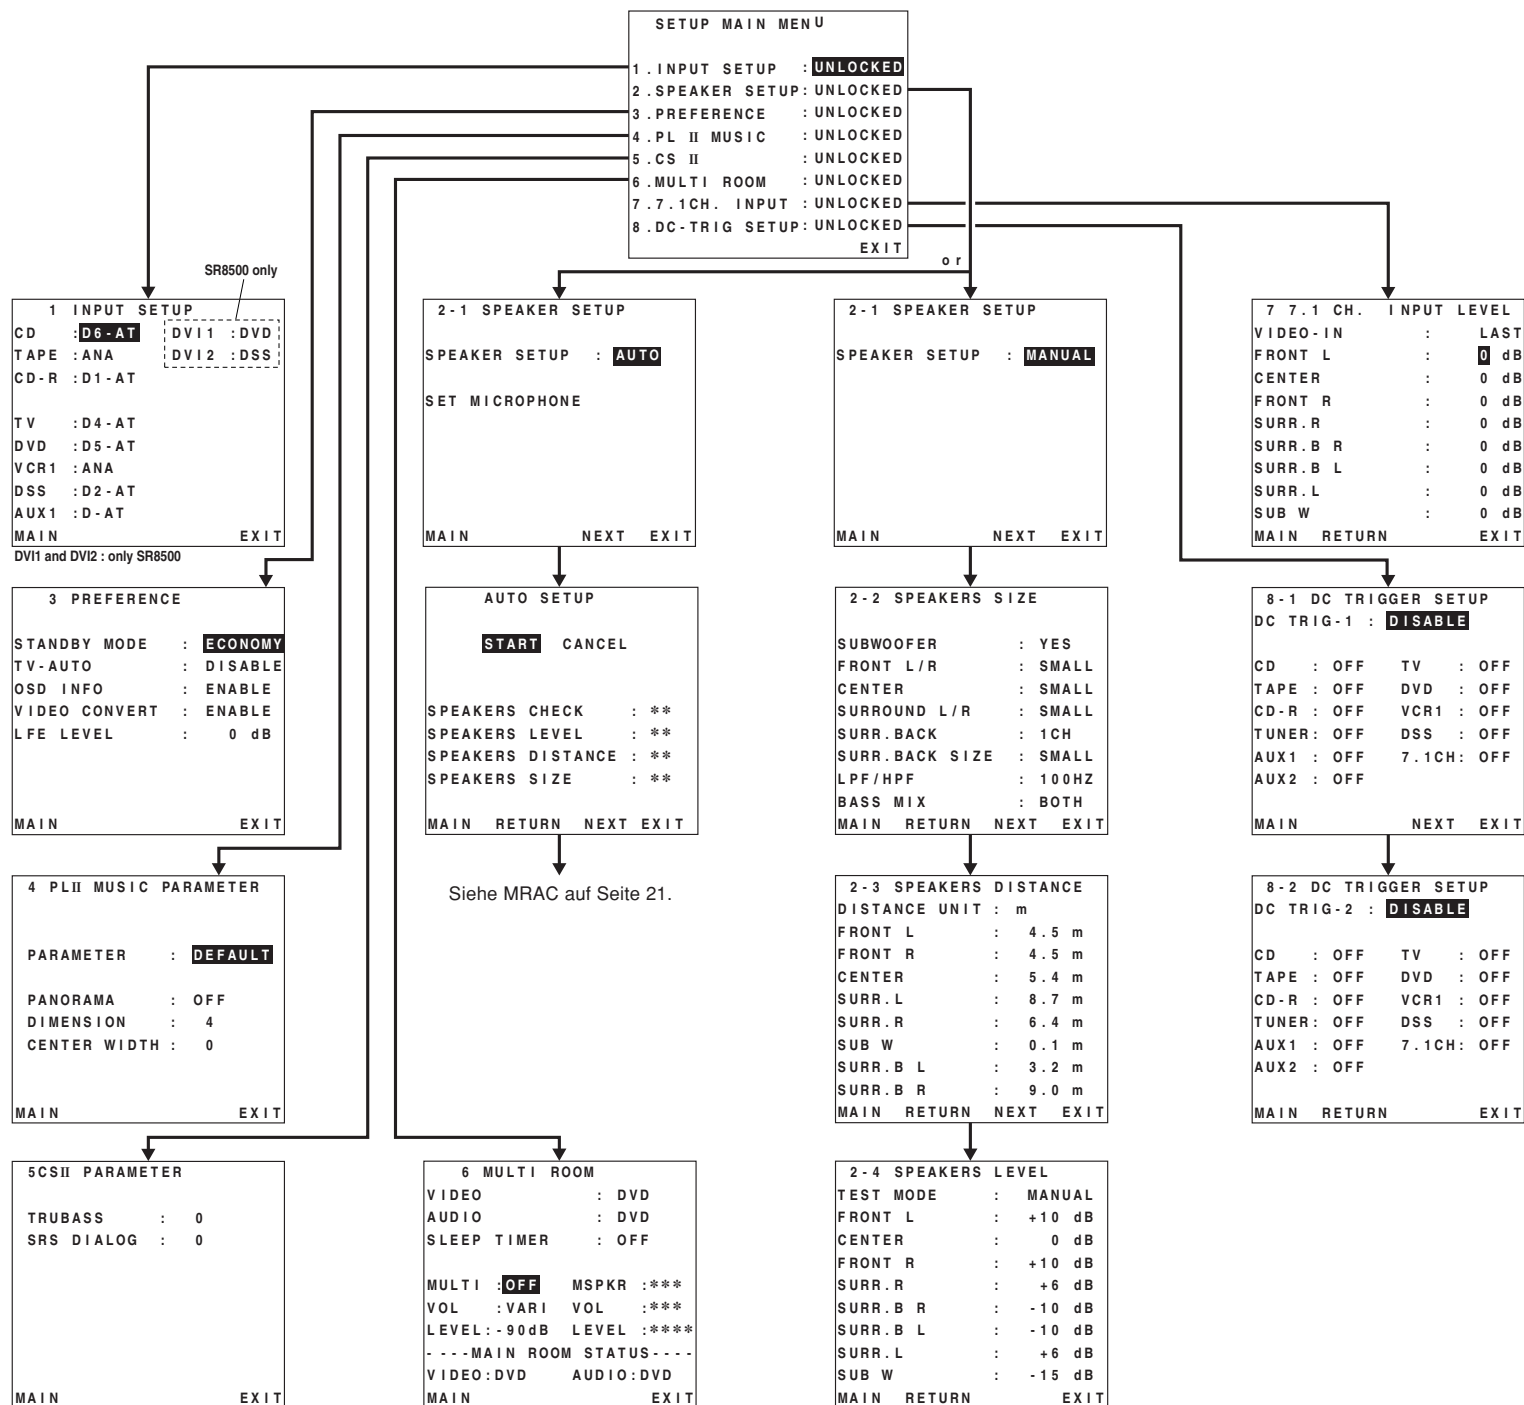 SETUP MAIN MENU
1.INPUT SETUP : UNLOCKED
2.SPEAKER SETUP: UNLOCKED
3.PREFERENCE : UNLOCKED
4.PL II MUSIC : UNLOCKED
5.CS II : UNLOCKED
6.MULTI ROOM : UNLOCKED
7.7.1CH. INPUT : UNLOCKED
8.DC-TRIG SETUP: UNLOCKED
EXIT
or
SR8500 only
1 INPUT SETUP
CD :D6-AT DVI1 :DVD
TAPE :ANA DVI2 :DSS
CD-R :D1-AT
TV :D4-AT
DVD :D5-AT
VCR1 :ANA
DSS :D2-AT
AUX1 :D-AT
MAIN EXIT
DVI1 and DVI2 : only SR8500
2-1 SPEAKER SETUP
SPEAKER SETUP : AUTO
SET MICROPHONE
MAIN NEXT EXIT
2-1 SPEAKER SETUP
SPEAKER SETUP : MANUAL
MAIN NEXT EXIT
7 7.1 CH. INPUT LEVEL
VIDEO-IN : LAST
FRONT L : 0 dB
CENTER : 0 dB
FRONT R : 0 dB
SURR.R : 0 dB
SURR.B R : 0 dB
SURR.B L : 0 dB
SURR.L : 0 dB
SUB W : 0 dB
MAIN RETURN EXIT
3 PREFERENCE
STANDBY MODE : ECONOMY
TV-AUTO : DISABLE
OSD INFO : ENABLE
VIDEO CONVERT : ENABLE
LFE LEVEL : 0 dB
MAIN EXIT
AUTO SETUP
START CANCEL
SPEAKERS CHECK : **
SPEAKERS LEVEL : **
SPEAKERS DISTANCE : **
SPEAKERS SIZE : **
MAIN RETURN NEXT EXIT
Siehe MRAC auf Seite 21.
2-2 SPEAKERS SIZE
SUBWOOFER : YES
FRONT L/R : SMALL
CENTER : SMALL
SURROUND L/R : SMALL
SURR.BACK : 1CH
SURR.BACK SIZE : SMALL
LPF/HPF : 100HZ
BASS MIX : BOTH
MAIN RETURN NEXT EXIT
8-1 DC TRIGGER SETUP
DC TRIG-1 : DISABLE
CD : OFF TV : OFF
TAPE : OFF DVD : OFF
CD-R : OFF VCR1 : OFF
TUNER: OFF DSS : OFF
AUX1 : OFF 7.1CH: OFF
AUX2 : OFF
MAIN NEXT EXIT
4 PLII MUSIC PARAMETER
PARAMETER : DEFAULT
PANORAMA : OFF
DIMENSION : 4
CENTER WIDTH : 0
MAIN EXIT
2-3 SPEAKERS DISTANCE
DISTANCE UNIT : m
FRONT L : 4.5 m
FRONT R : 4.5 m
CENTER : 5.4 m
SURR.L : 8.7 m
SURR.R : 6.4 m
SUB W : 0.1 m
SURR.B L : 3.2 m
SURR.B R : 9.0 m
MAIN RETURN NEXT EXIT
8-2 DC TRIGGER SETUP
DC TRIG-2 : DISABLE
CD : OFF TV : OFF
TAPE : OFF DVD : OFF
CD-R : OFF VCR1 : OFF
TUNER: OFF DSS : OFF
AUX1 : OFF 7.1CH: OFF
AUX2 : OFF
MAIN RETURN EXIT
5CSII PARAMETER
TRUBASS : 0
SRS DIALOG : 0
MAIN EXIT
6 MULTI ROOM
VIDEO : DVD
AUDIO : DVD
SLEEP TIMER : OFF
MULTI :OFF MSPKR :***
VOL :VARI VOL :***
LEVEL:-90dB LEVEL :****
----MAIN ROOM STATUS----
VIDEO:DVD AUDIO:DVD
MAIN EXIT
2-4 SPEAKERS LEVEL
TEST MODE : MANUAL
FRONT L : +10 dB
CENTER : 0 dB
FRONT R : +10 dB
SURR.R : +6 dB
SURR.B R : -10 dB
SURR.B L : -10 dB
SURR.L : +6 dB
SUB W : -15 dB
MAIN RETURN EXIT